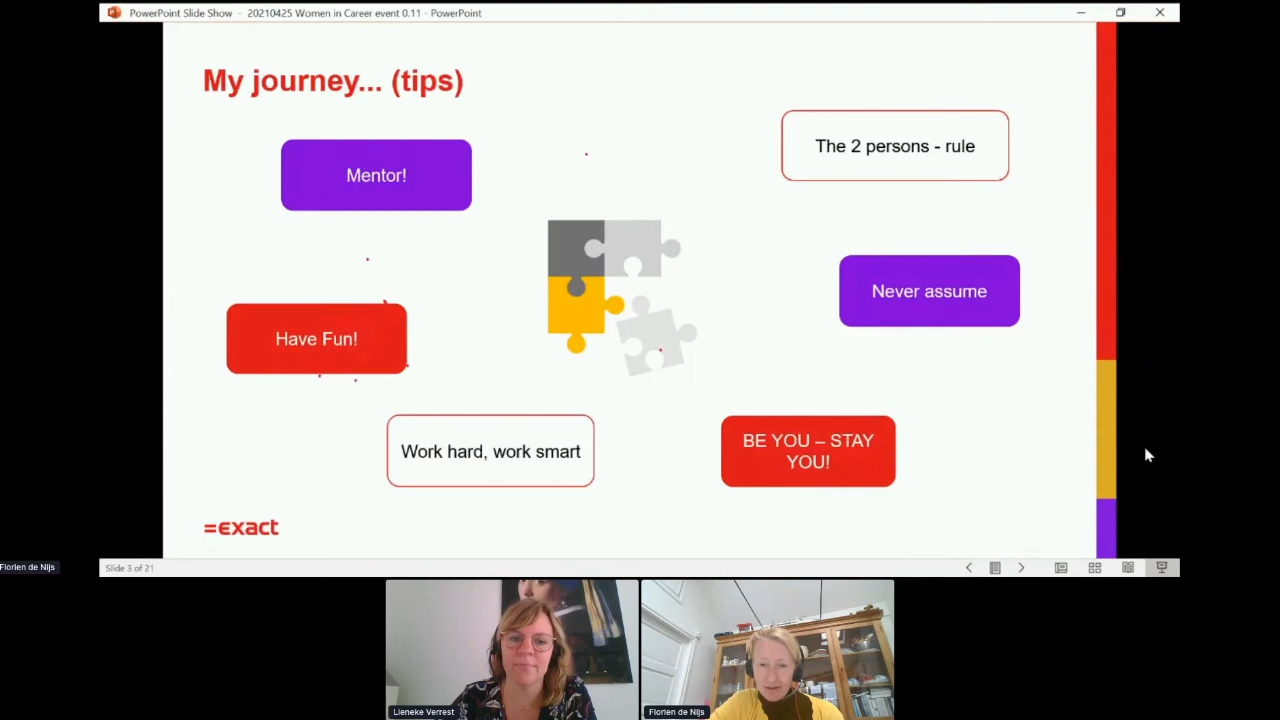 PowerPoint Slide Show - 20210425 Women in Career event 0.11 - PowerPoint
My journey... (tips)
The 2 persons - rule
Mentor!
Never assume
Have Fun!
Work hard, work smart
BE YOU – STAY
YOU!
=exact
Slide 3 of 21
Florien de Nijs
Lieneke Verrest
Florien de Nijs